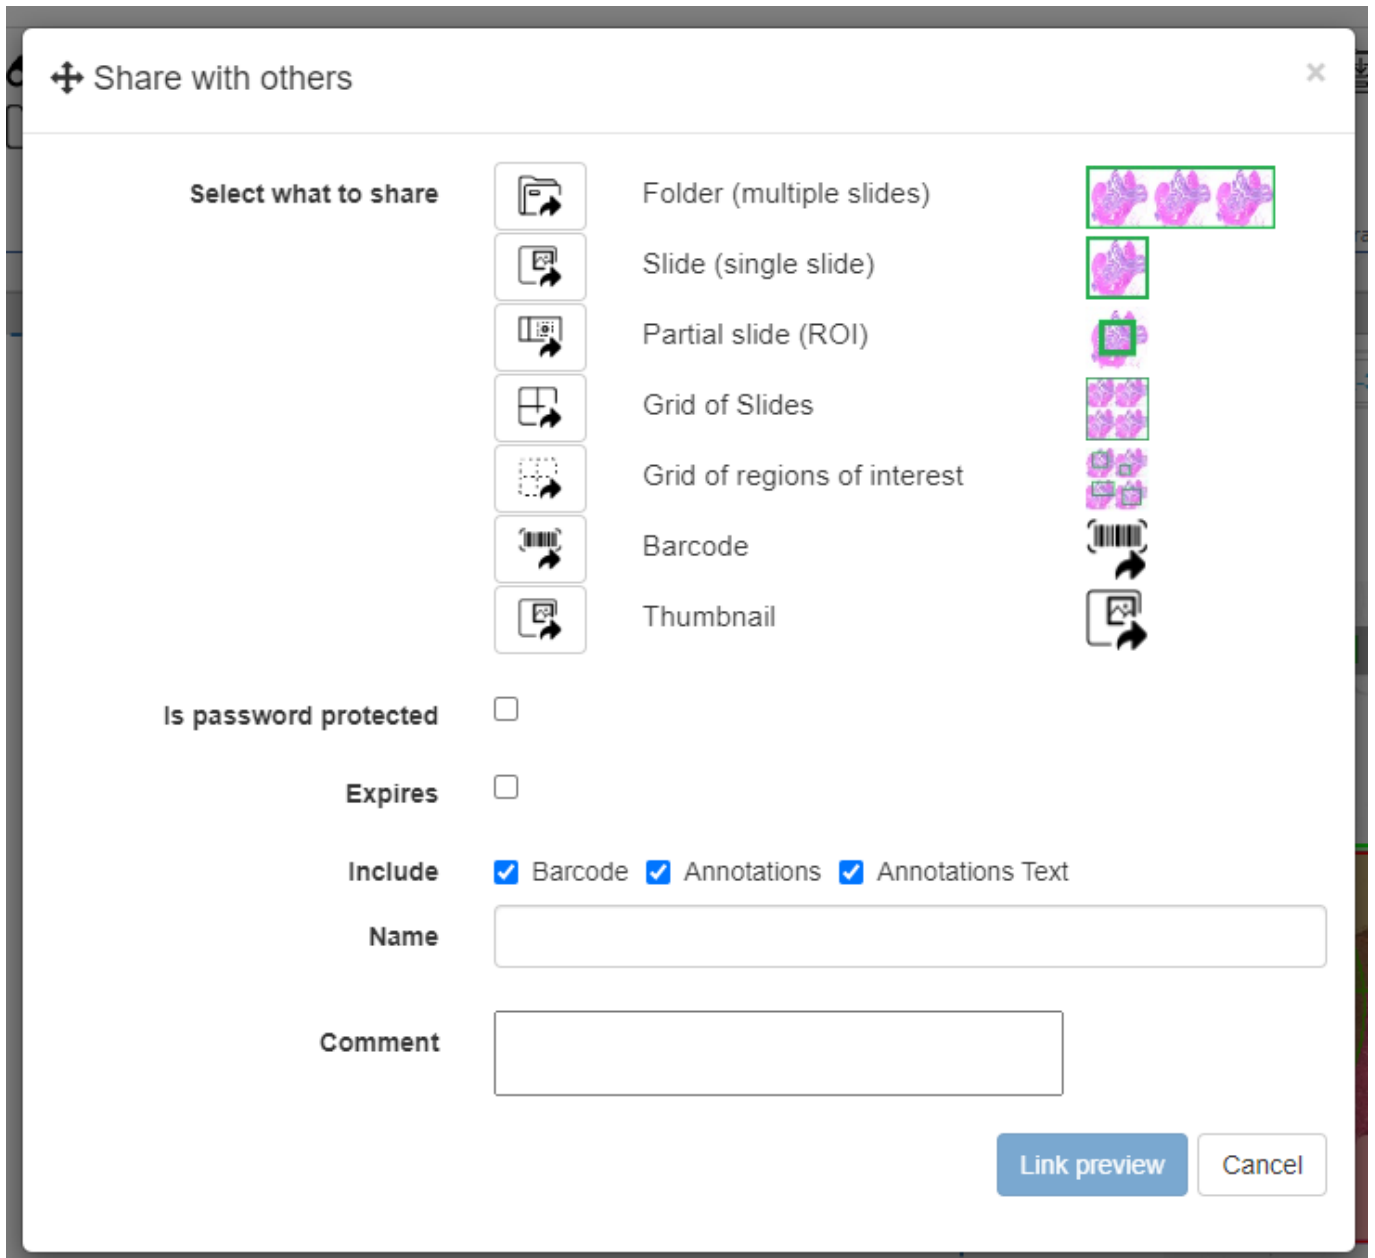 Share with others
×
Select what to share
Folder (multiple slides)
Slide (single slide)
Partial slide (ROI)
Grid of Slides
Grid of regions of interest
Barcode
Thumbnail
Is password protected
Expires
Include Barcode Annotations Annotations Text
Name
Comment
Link preview Cancel